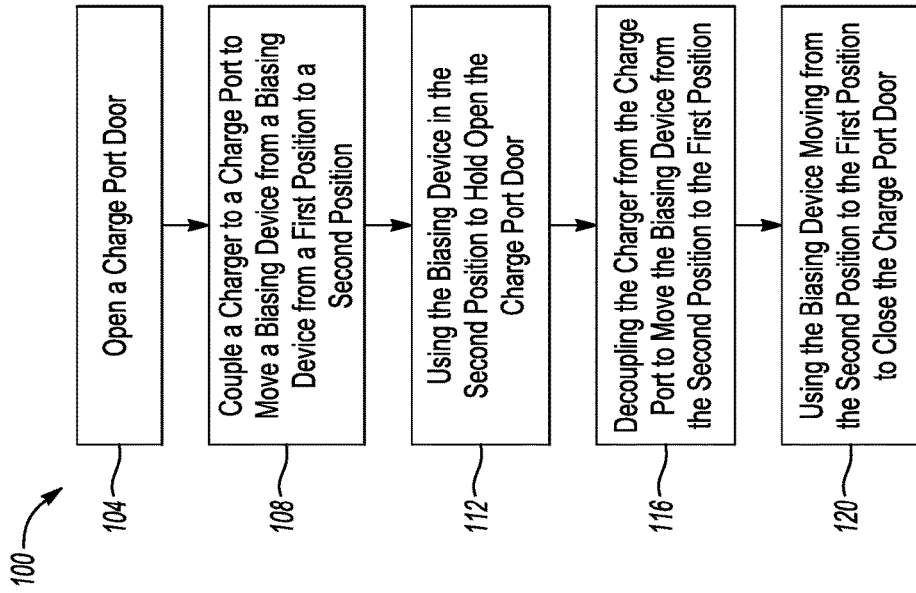 100
104
Open a Charge Port Door
108
Couple a Charger to a Charge Port to
Move a Biasing Device from a Biasing
Device from a First Position to a
Second Position
112
Using the Biasing Device in the
Second Position to Hold Open the
Charge Port Door
116
Decoupling the Charger from the Charge
Port to Move the Biasing Device from
the Second Position to the First Position
120
Using the Biasing Device Moving from
the Second Position to the First Position
to Close the Charge Port Door